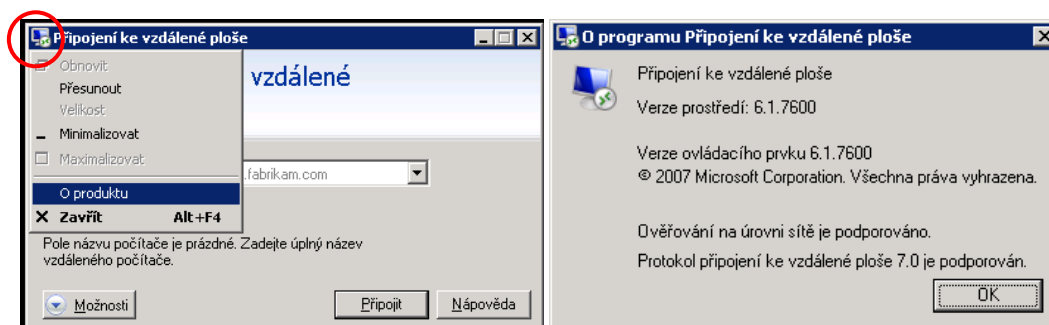 Připojení ke vzdálené ploše
Obnovit
Přesunout
Velikost
Minimalizovat
Maximalizovat
O produktu
Zavřít Alt+F4
vzdálené
.fabrikam.com
Pole názvu počítače je prázdné. Zadejte úplný název
vzdáleného počítače.
Možnosti
Připojit
Nápověda
O programu Připojení ke vzdálené ploše
Připojení ke vzdálené ploše
Verze prostředí: 6.1.7600
Verze ovládacího prvku 6.1.7600
© 2007 Microsoft Corporation. Všechna práva vyhrazena.
Ověřování na úrovni sítě je podporováno.
Protokol připojení ke vzdálené ploše 7.0 je podporován.
OK